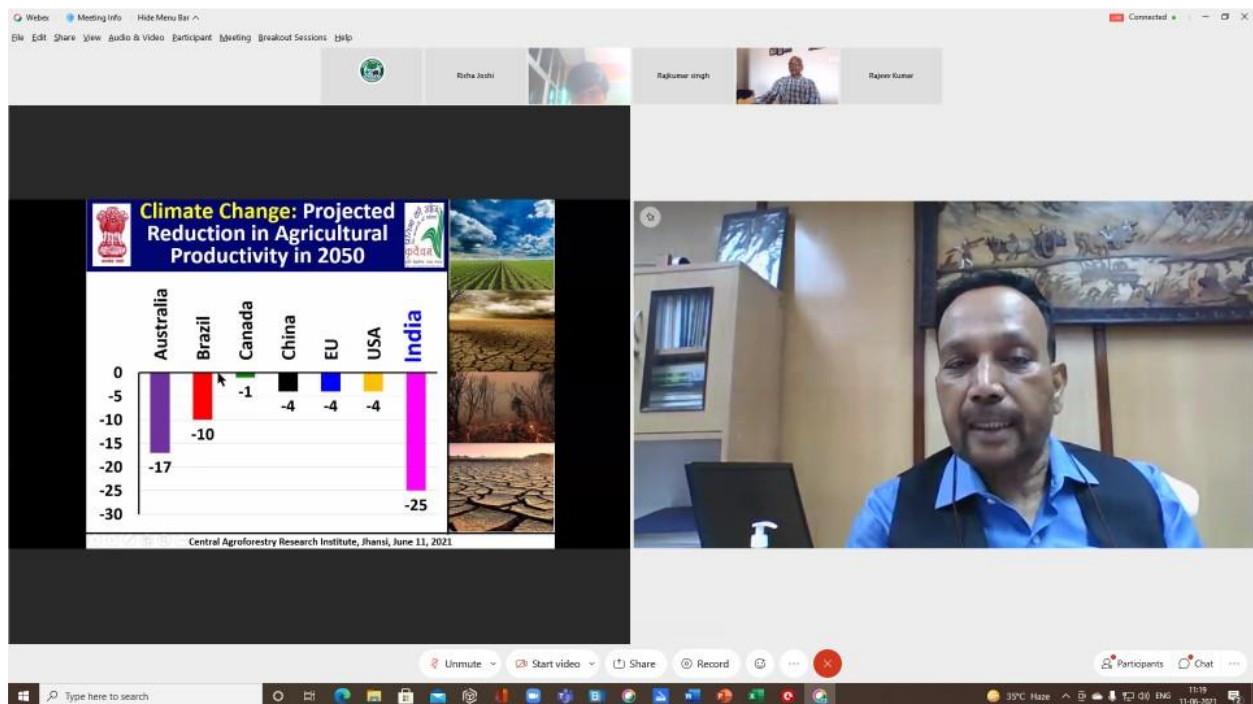 Webex
Meeting Info
Hide Menu Bar
Connected
File Edit Share View Audio & Video Participant Meeting Breakout Sessions Help
Risha Joshi
Rajkumar singh
Rajeev Kumar
Climate Change: Projected
Reduction in Agricultural
Productivity in 2050
Australia
Brazil
Canada
China
EU
USA
India
0
-5
-10
-15
-20
-25
-30
-17
-10
-1
-4
-4
-4
-25
Central Agroforestry Research Institute, Jhansi, June 11, 2021
Unmute
Start video
Share
Record
Participants
Chat
Type here to search
35°C Haze
ENG
11:19
11-06-2021